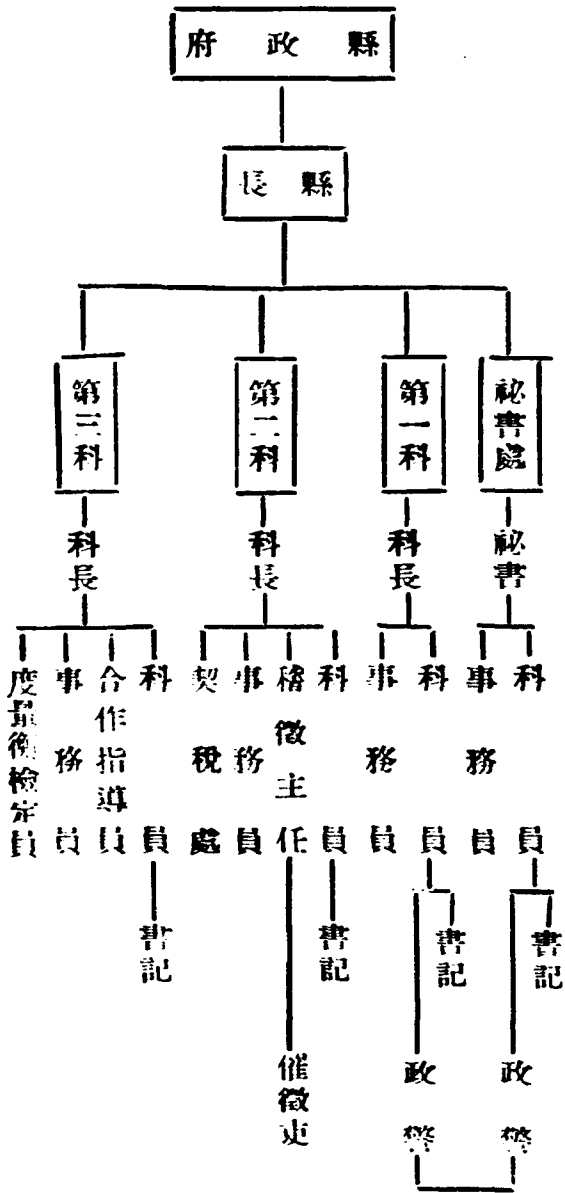 縣政府
縣長
祕書處
第一科
第二科
第三科
祕書
科長
科長
科長
科員
事務員
科員
事務員
科員
稽徵主任
事務員
契稅處
科員
合作指導員
事務員
度量衡檢定員
書記
書記
書記
書記
政警
政警
催徵吏